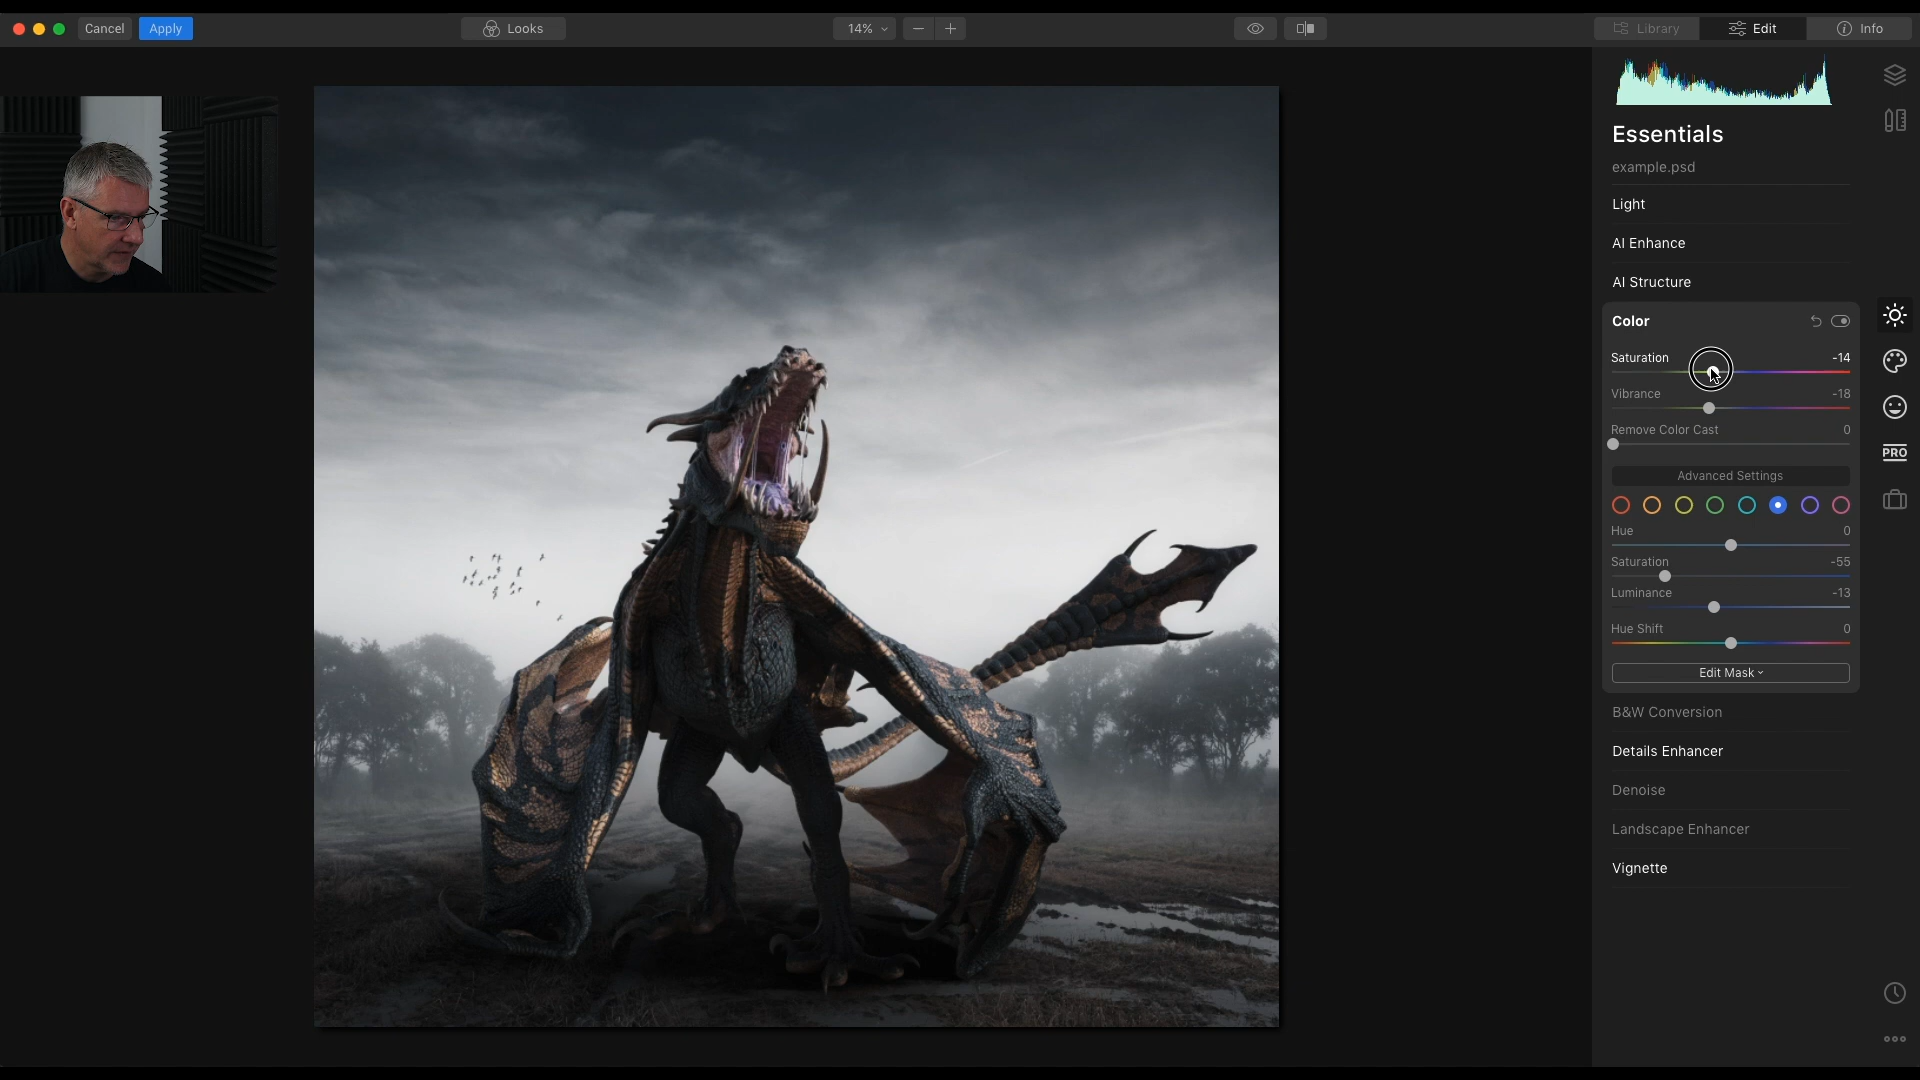 Cancel
Apply
Looks
14%
Library
Edit
Info
Essentials
example.psd
Light
AI Enhance
AI Structure
Color
Saturation -14
Vibrance -18
Remove Color Cast 0
Advanced Settings
Hue 0
Saturation -55
Luminance -13
Hue Shift 0
Edit Mask
B&W Conversion
Details Enhancer
Denoise
Landscape Enhancer
Vignette
PRO